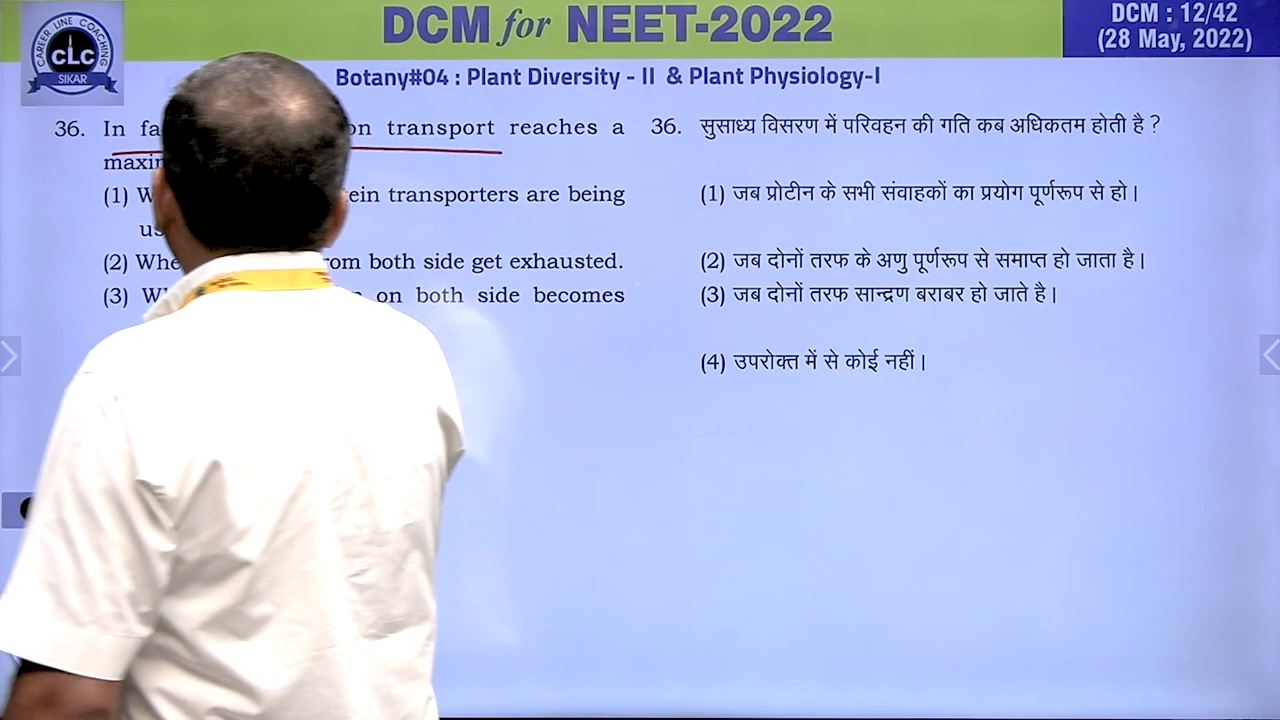 DCM for NEET-2022
DCM : 12/42
(28 May, 2022)
CAREER LINE COACHING
CLC
SIKAR
Botany#04 : Plant Diversity - II & Plant Physiology-I
36. In fa on transport reaches a
maxim
(1) W ein transporters are being
us
(2) Whe om both side get exhausted.
(3) W on both side becomes
36. सुसाध्य विसरण में परिवहन की गति कब अधिकतम होती है ?
(1) जब प्रोटीन के सभी संवाहकों का प्रयोग पूर्णरूप से हो।
(2) जब दोनों तरफ के अणु पूर्णरूप से समाप्त हो जाता है।
(3) जब दोनों तरफ सान्द्रण बराबर हो जाते है।
(4) उपरोक्त में से कोई नहीं।